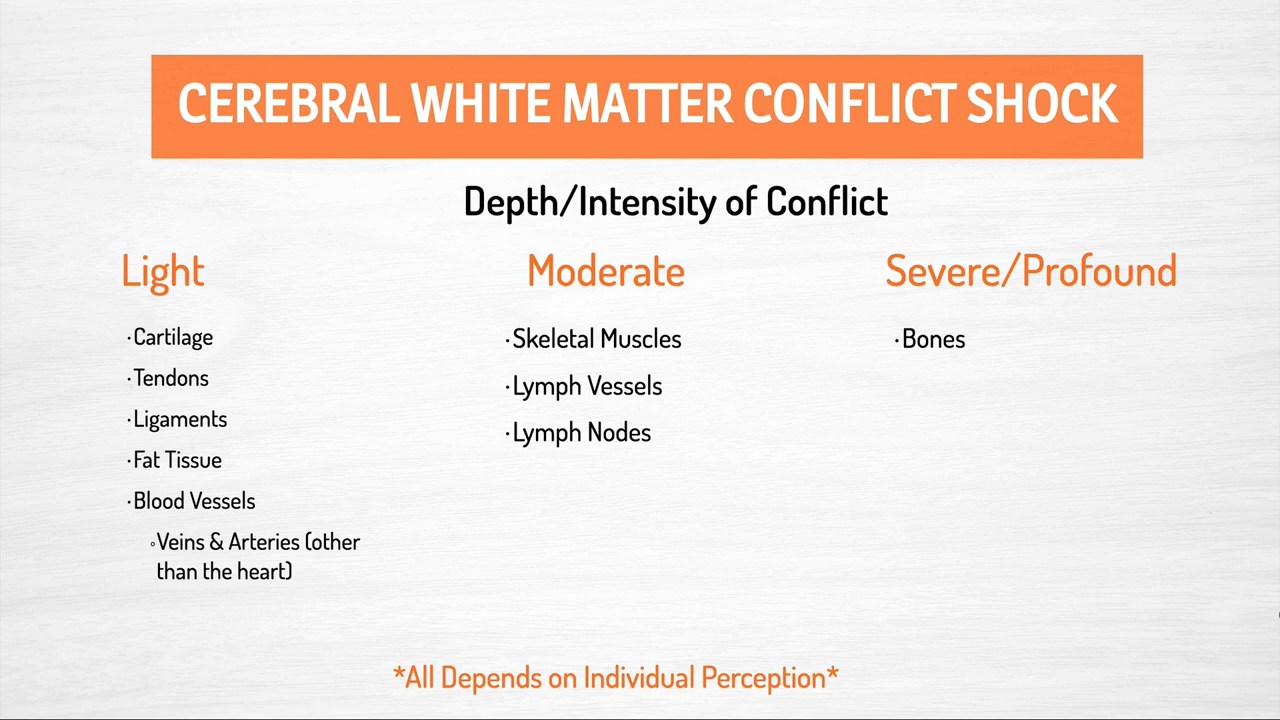 CEREBRAL WHITE MATTER CONFLICT SHOCK
Depth/Intensity of Conflict
Light
·Cartilage
·Tendons
·Ligaments
·Fat Tissue
·Blood Vessels
◦Veins & Arteries (other
than the heart)
Moderate
·Skeletal Muscles
·Lymph Vessels
·Lymph Nodes
Severe/Profound
·Bones
*All Depends on Individual Perception*